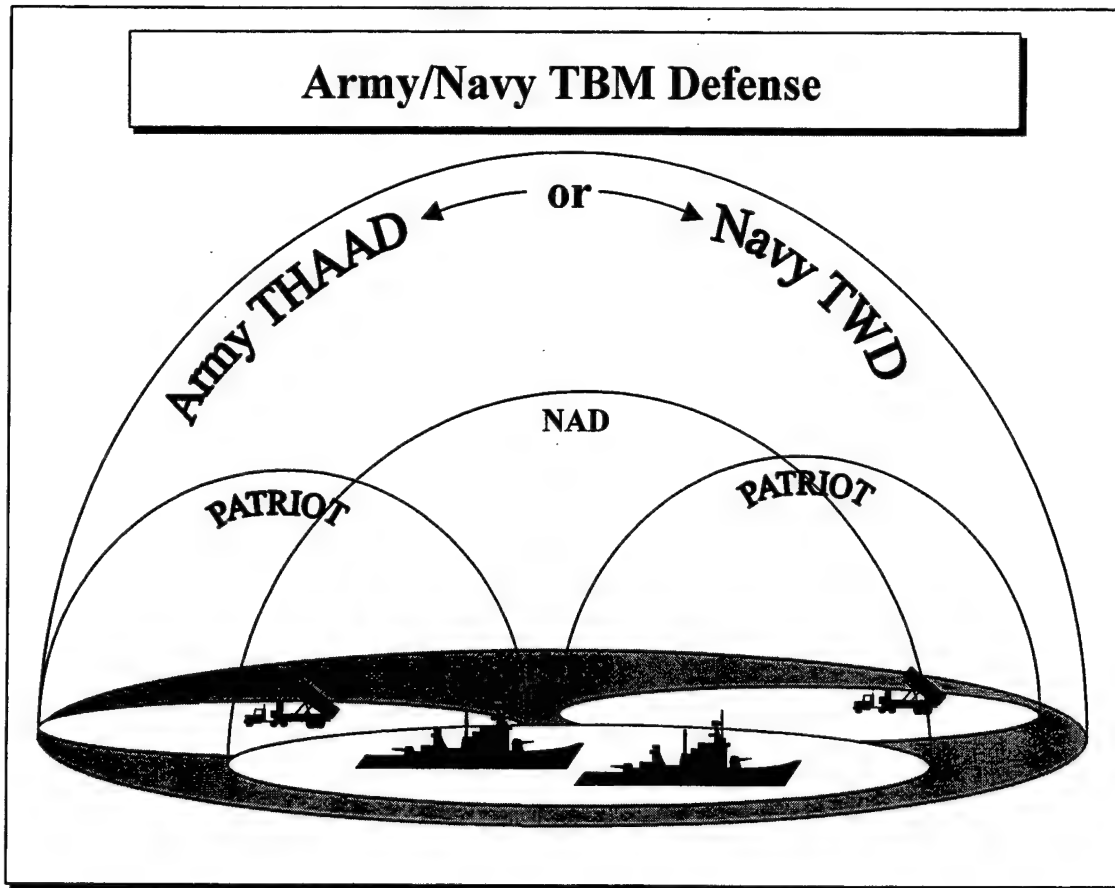 Army/Navy TBM Defense
or
Army THAAD
Navy TWD
NAD
PATRIOT
PATRIOT